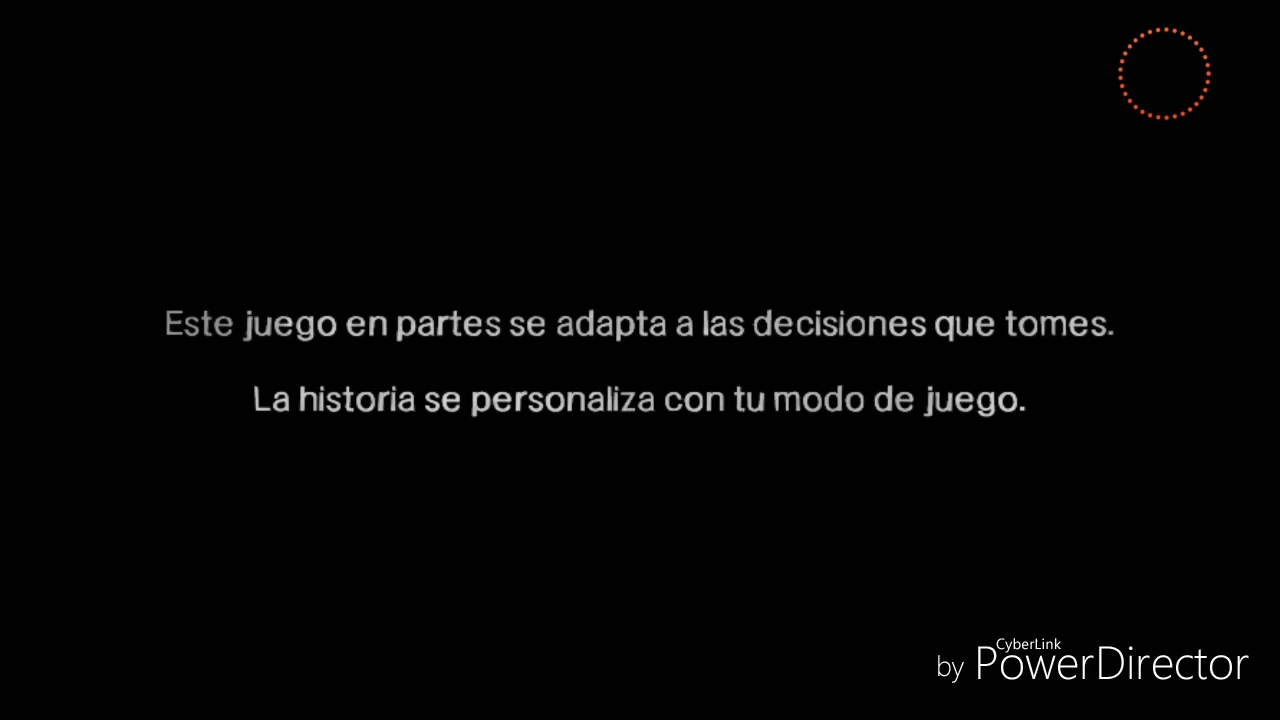 Este juego en partes se adapta a las decisiones que tomes.
La historia se personaliza con tu modo de juego.
CyberLink
by PowerDirector